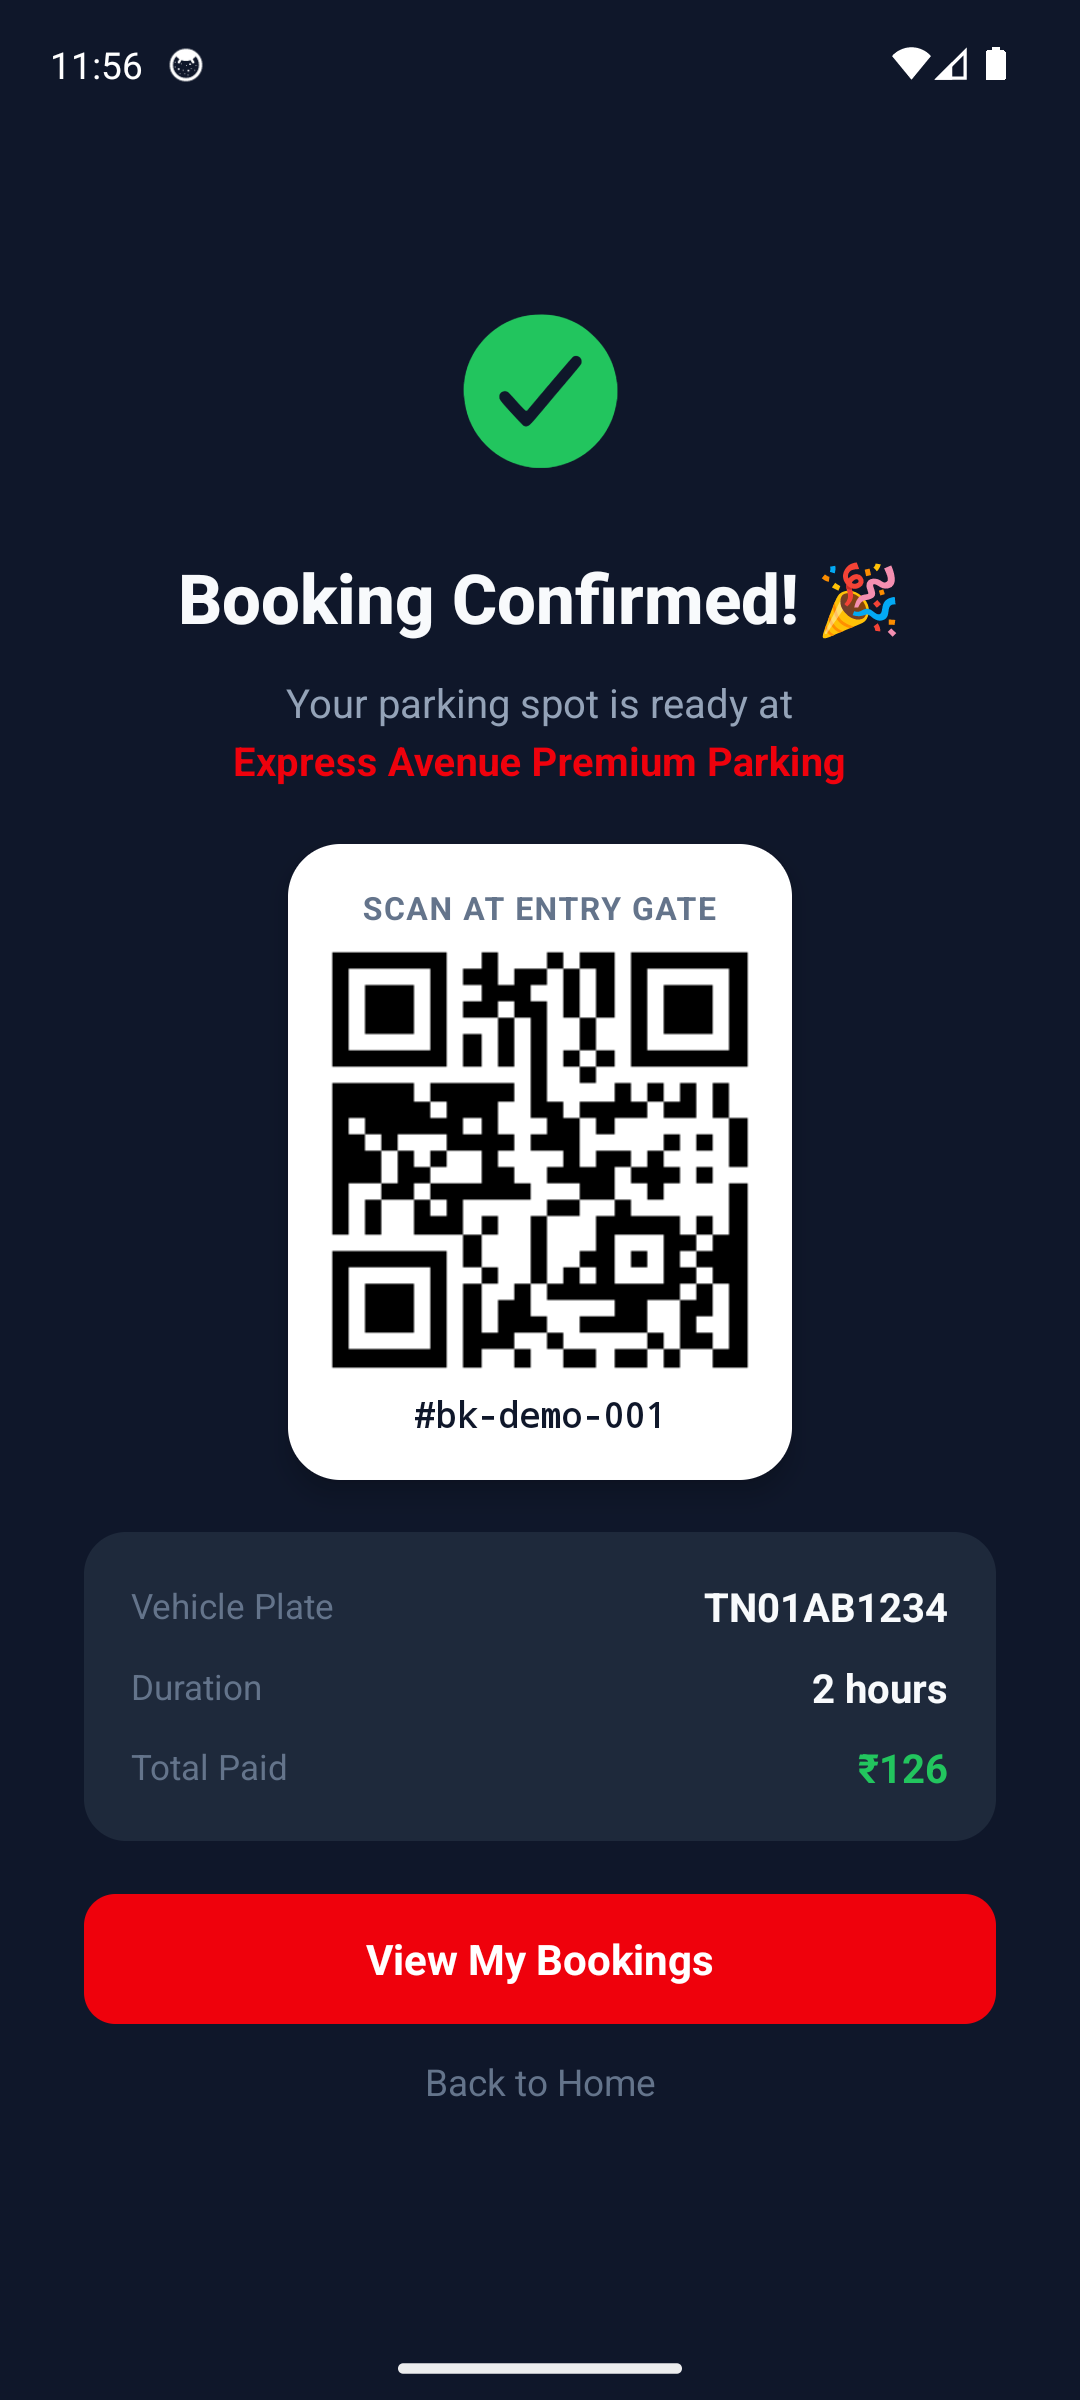 11:56
Booking Confirmed! 🎉
Your parking spot is ready at
Express Avenue Premium Parking
SCAN AT ENTRY GATE
#bk-demo-001
Vehicle Plate TN01AB1234
Duration 2 hours
Total Paid ₹126
View My Bookings
Back to Home